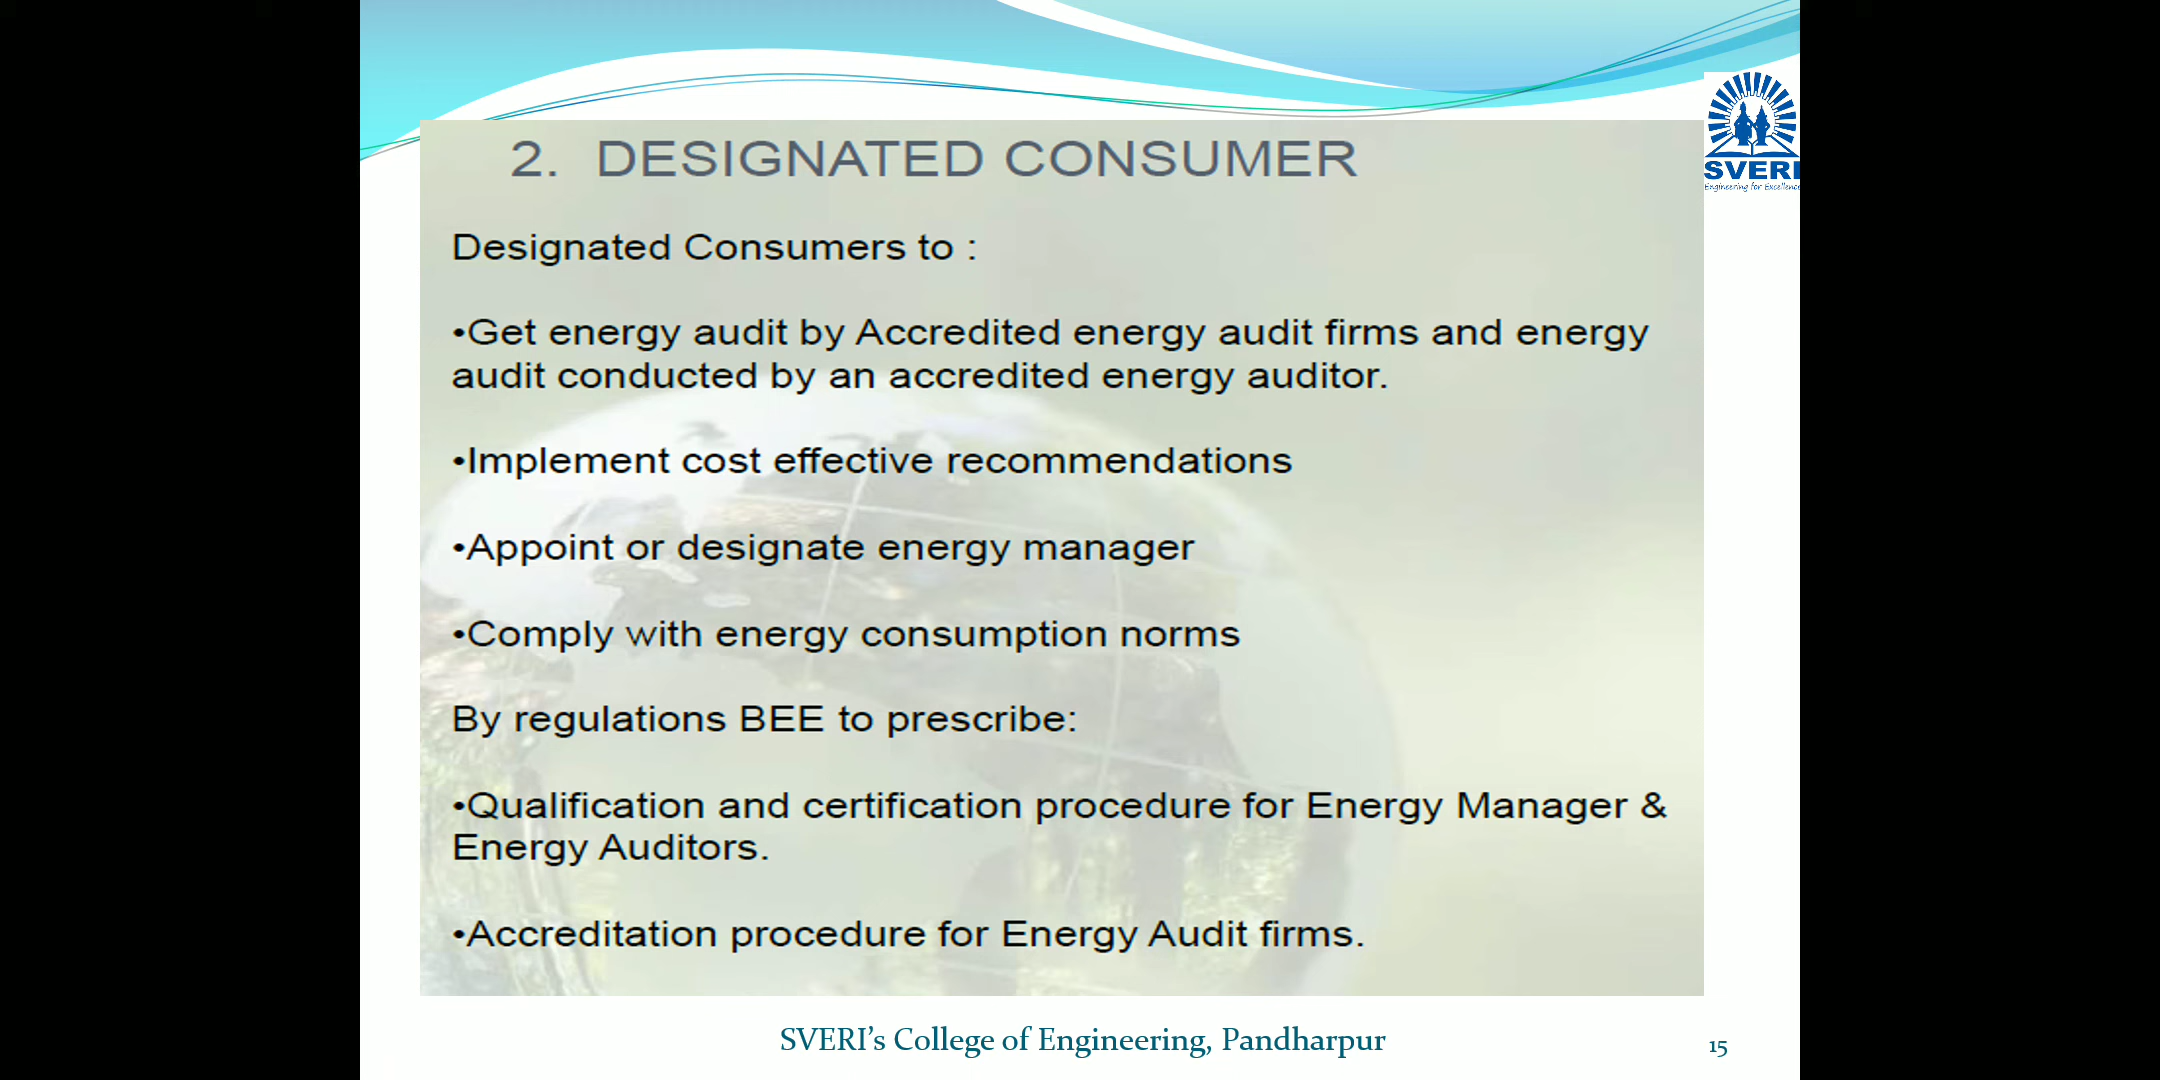 SVERI
Engineering for Excellence
2. DESIGNATED CONSUMER
Designated Consumers to :
•Get energy audit by Accredited energy audit firms and energy
audit conducted by an accredited energy auditor.
•Implement cost effective recommendations
•Appoint or designate energy manager
•Comply with energy consumption norms
By regulations BEE to prescribe:
•Qualification and certification procedure for Energy Manager &
Energy Auditors.
•Accreditation procedure for Energy Audit firms.
SVERI’s College of Engineering, Pandharpur
15